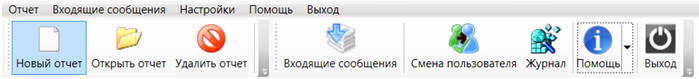 Отчет Входящие сообщения Настройки Помощь Выход
Новый отчет Открыть отчет Удалить отчет Входящие сообщения Смена пользователя Журнал Помощь Выход